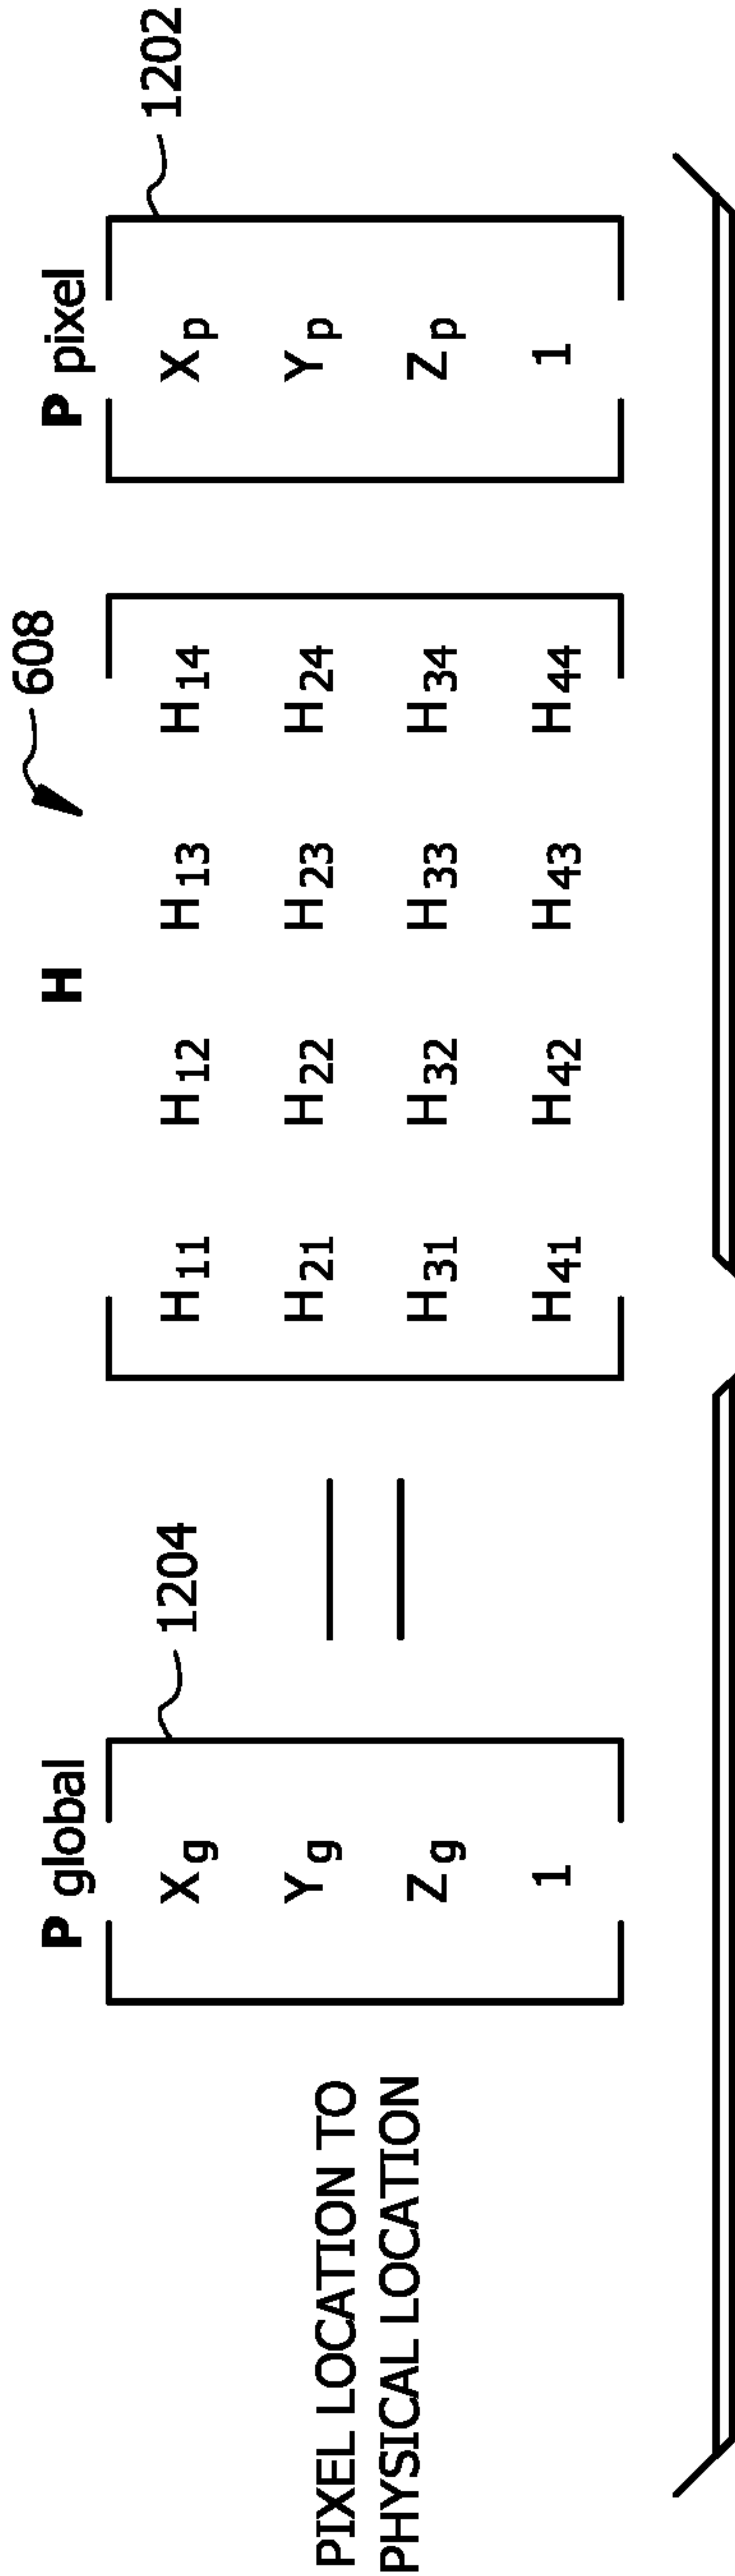 608
P global H P pixel
1204 1202
Xg H11 H12 H13 H14 Xp
PIXEL LOCATION TO Yg = H21 H22 H23 H24 Yp
PHYSICAL LOCATION Zg H31 H32 H33 H34 Zp
1 H41 H42 H43 H44 1